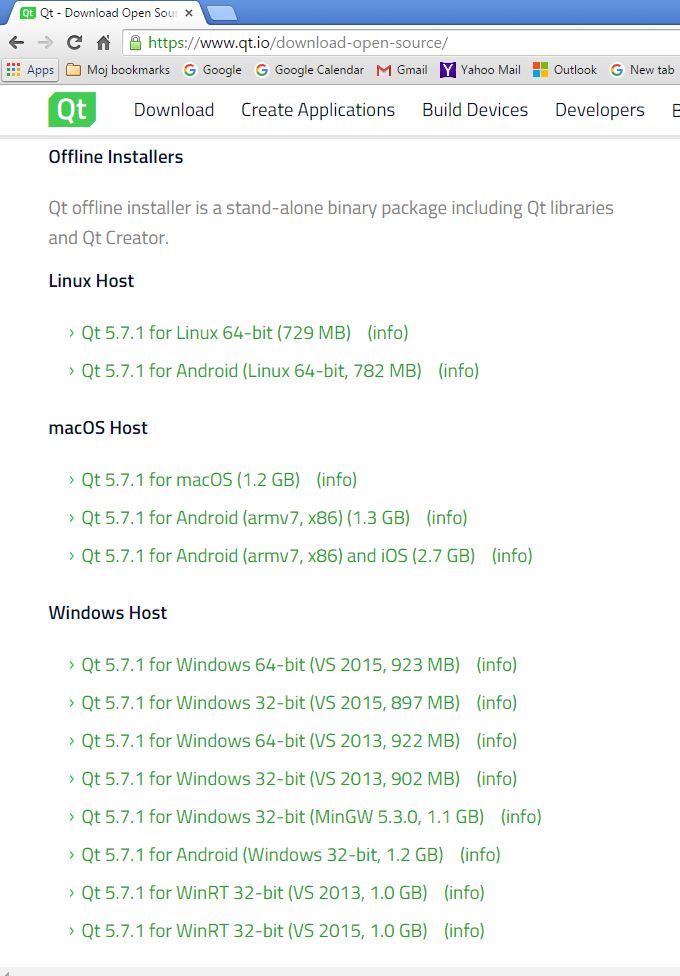 Qt Qt - Download Open Sou
https://www.qt.io/download-open-source/
Apps Moj bookmarks Google Google Calendar Gmail Yahoo Mail Outlook New tab
Qt Download Create Applications Build Devices Developers
Offline Installers
Qt offline installer is a stand-alone binary package including Qt libraries
and Qt Creator.
Linux Host
› Qt 5.7.1 for Linux 64-bit (729 MB) (info)
› Qt 5.7.1 for Android (Linux 64-bit, 782 MB) (info)
macOS Host
› Qt 5.7.1 for macOS (1.2 GB) (info)
› Qt 5.7.1 for Android (armv7, x86) (1.3 GB) (info)
› Qt 5.7.1 for Android (armv7, x86) and iOS (2.7 GB) (info)
Windows Host
› Qt 5.7.1 for Windows 64-bit (VS 2015, 923 MB) (info)
› Qt 5.7.1 for Windows 32-bit (VS 2015, 897 MB) (info)
› Qt 5.7.1 for Windows 64-bit (VS 2013, 922 MB) (info)
› Qt 5.7.1 for Windows 32-bit (VS 2013, 902 MB) (info)
› Qt 5.7.1 for Windows 32-bit (MinGW 5.3.0, 1.1 GB) (info)
› Qt 5.7.1 for Android (Windows 32-bit, 1.2 GB) (info)
› Qt 5.7.1 for WinRT 32-bit (VS 2013, 1.0 GB) (info)
› Qt 5.7.1 for WinRT 32-bit (VS 2015, 1.0 GB) (info)